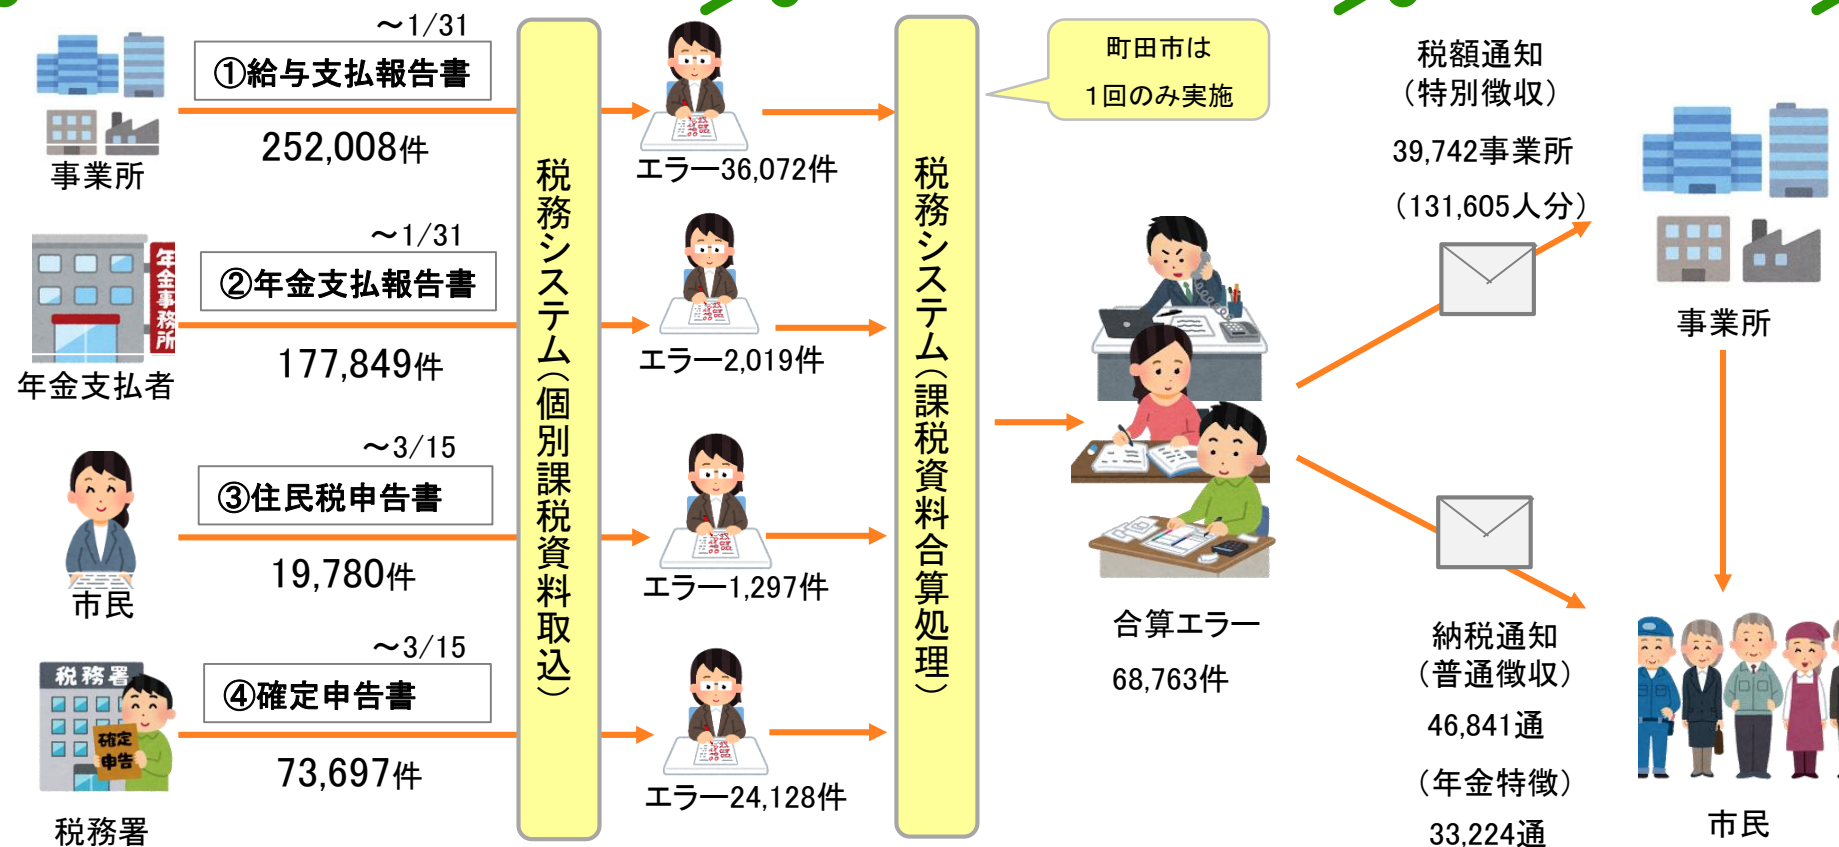 ～1/31
①給与支払報告書
252,008件
事業所
～1/31
②年金支払報告書
177,849件
年金事務所
年金支払者
～3/15
③住民税申告書
19,780件
市民
～3/15
④確定申告書
73,697件
税務署
確定
申告
税務署
税務システム（個別課税資料取込）
エラー36,072件
エラー2,019件
エラー1,297件
エラー24,128件
税務システム（課税資料合算処理）
町田市は
１回のみ実施
合算エラー
68,763件
税額通知
（特別徴収）
39,742事業所
（131,605人分）
事業所
納税通知
（普通徴収）
46,841通
（年金特徴）
33,224通
市民